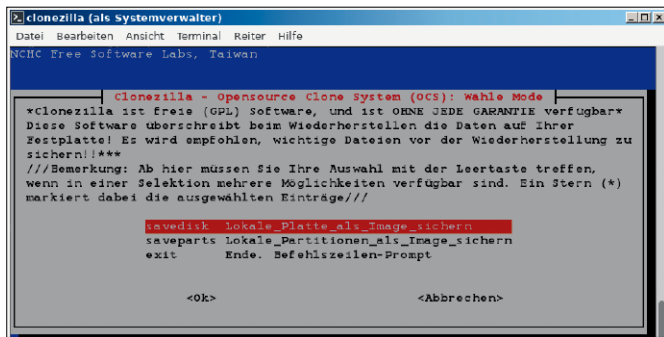 clonezilla (als Systemverwalter)
Datei Bearbeiten Ansicht Terminal Reiter Hilfe
NCHC Free Software Labs, Taiwan
Clonezilla - Opensource Clone System (OCS): Wähle Mode
*Clonezilla ist freie (GPL) Software, und ist OHNE JEDE GARANTIE verfügbar*
Diese Software überschreibt beim Wiederherstellen die Daten auf Ihrer
Festplatte! Es wird empfohlen, wichtige Dateien vor der Wiederherstellung zu
sichern!!***
///Bemerkung: Ab hier müssen Sie Ihre Auswahl mit der Leertaste treffen,
wenn in einer Selektion mehrere Möglichkeiten verfügbar sind. Ein Stern (*)
markiert dabei die ausgewählten Einträge///
savedisk Lokale_Platte_als_Image_sichern
saveparts Lokale_Partitionen_als_Image_sichern
exit Ende. Befehlszeilen-Prompt
<Ok> <Abbrechen>